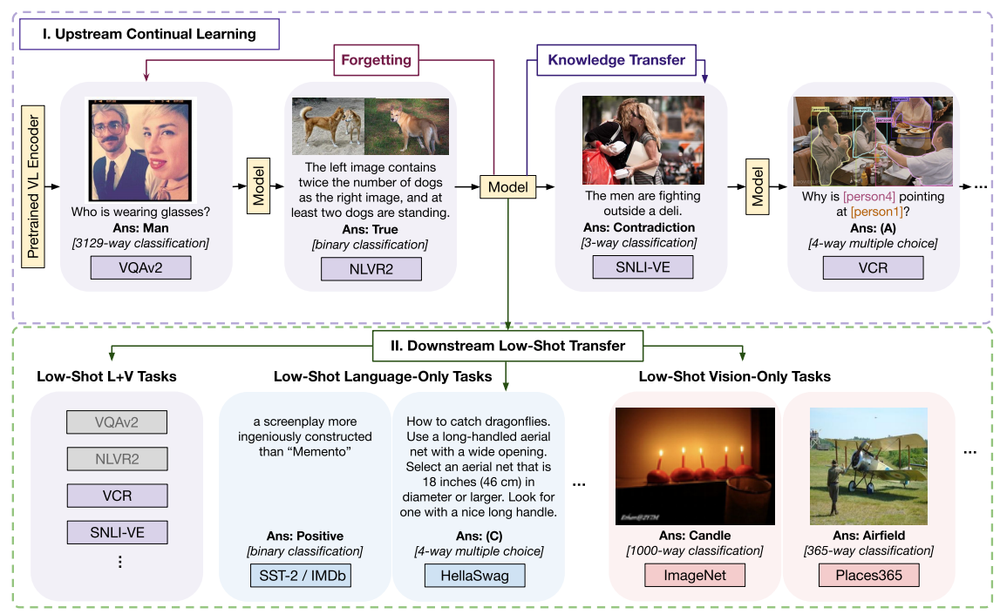 I. Upstream Continual Learning
Forgetting
Knowledge Transfer
Pretrained VL Encoder
Who is wearing glasses?
Ans: Man
[3129-way classification]
VQAv2
Model
The left image contains
twice the number of dogs
as the right image, and at
least two dogs are standing.
Ans: True
[binary classification]
NLVR2
Model
The men are fighting
outside a deli.
Ans: Contradiction
[3-way classification]
SNLI-VE
Model
[person1]
[person2]
Why is [person4] pointing
at [person1]?
Ans: (A)
[4-way multiple choice]
VCR
...
II. Downstream Low-Shot Transfer
Low-Shot L+V Tasks
VQAv2
NLVR2
VCR
SNLI-VE
⋮
Low-Shot Language-Only Tasks
a screenplay more
ingeniously constructed
than “Memento”
Ans: Positive
[binary classification]
SST-2 / IMDb
How to catch dragonflies.
Use a long-handled aerial
net with a wide opening.
Select an aerial net that is
18 inches (46 cm) in
diameter or larger. Look for
one with a nice long handle.
Ans: (C)
[4-way multiple choice]
HellaSwag
...
Low-Shot Vision-Only Tasks
Ans: Candle
[1000-way classification]
ImageNet
Ans: Airfield
[365-way classification]
Places365
...